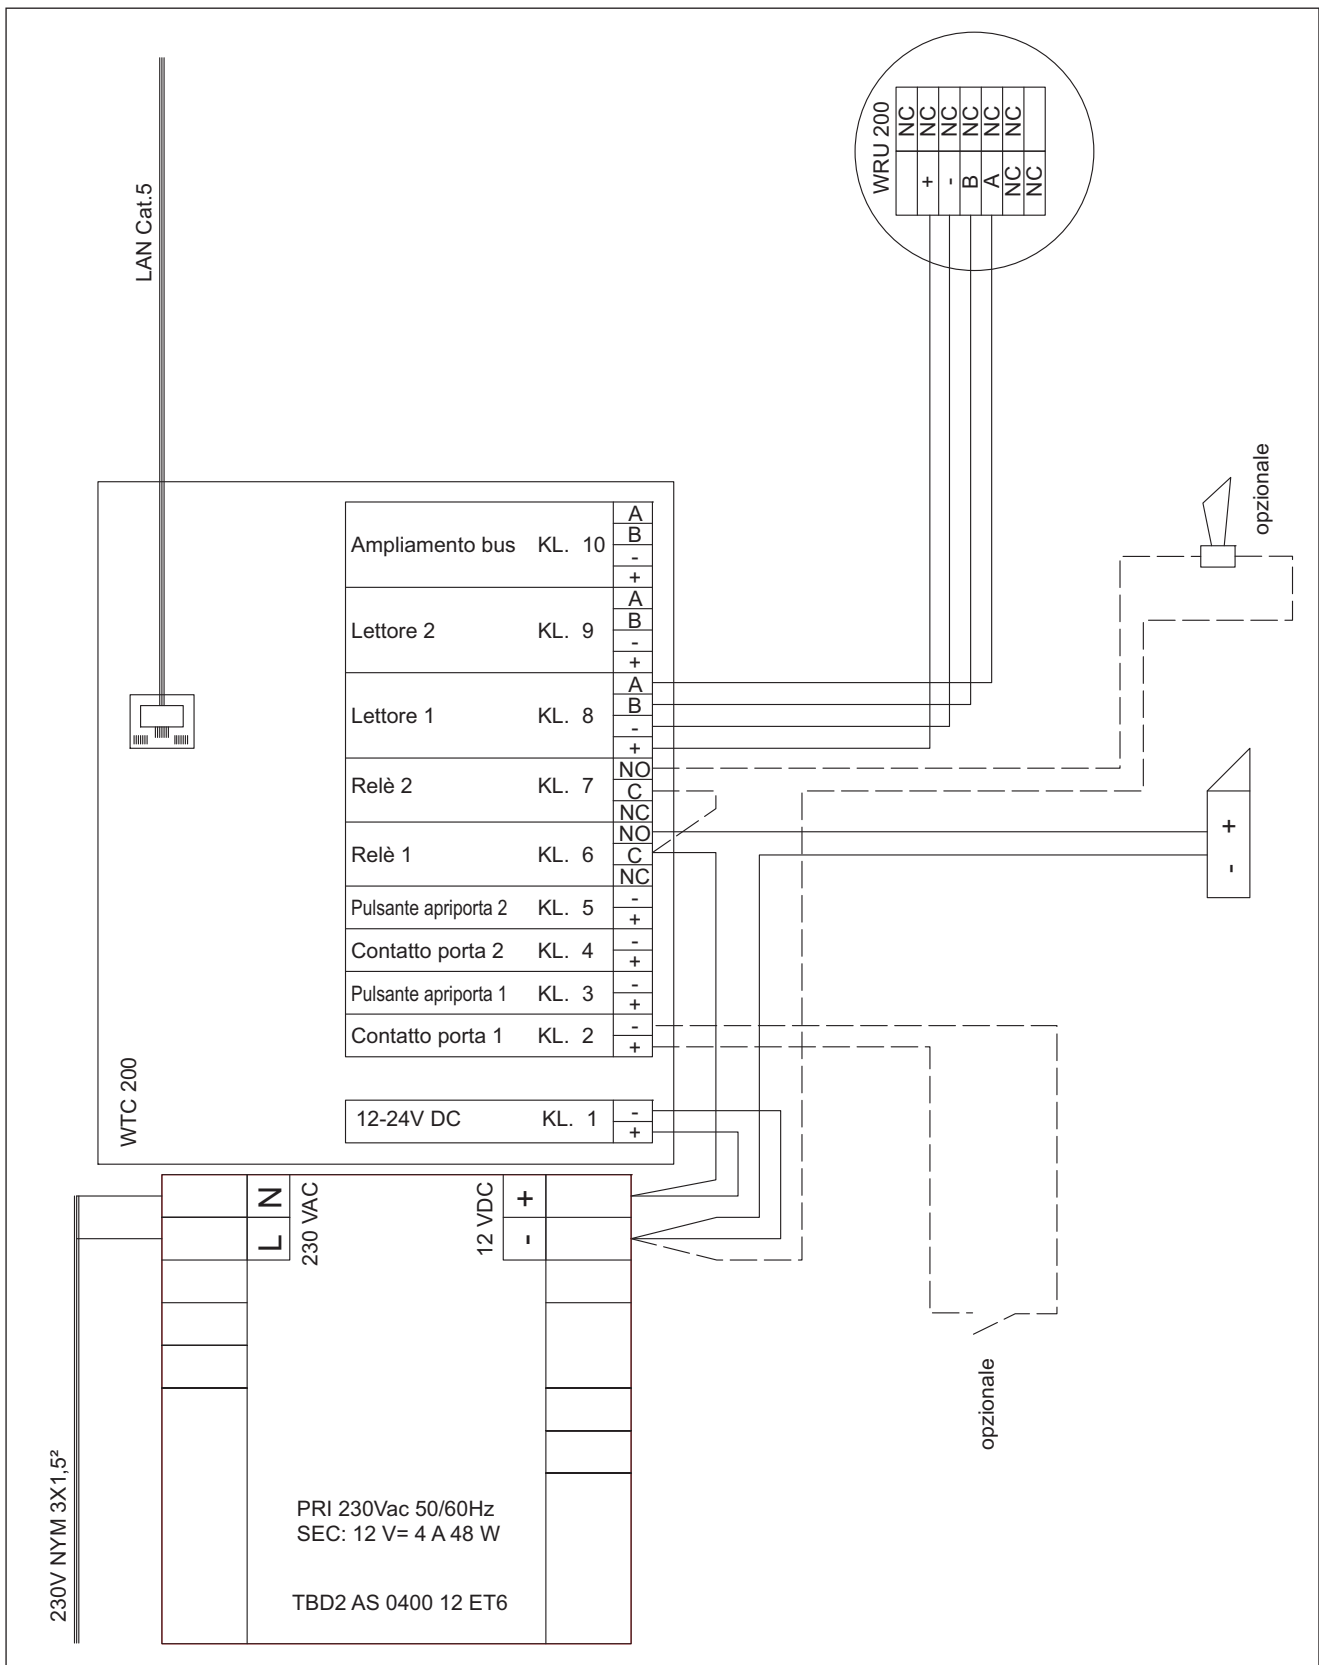 LAN Cat.5
WRU 200
NC
NC NC NC NC NC
+ - B A NC NC
Ampliamento bus KL. 10
A
B
-
+
Lettore 2 KL. 9
A
B
-
+
Lettore 1 KL. 8
A
B
-
+
Relè 2 KL. 7
NO
C
NC
Relè 1 KL. 6
NO
C
NC
Pulsante apriporta 2 KL. 5
-
+
Contatto porta 2 KL. 4
-
+
Pulsante apriporta 1 KL. 3
-
+
Contatto porta 1 KL. 2
-
+
WTC 200
12-24V DC KL. 1
-
+
opzionale
+
-
L N
230 VAC
12 VDC
- +
opzionale
230V NYM 3X1,5²
PRI 230Vac 50/60Hz
SEC: 12 V= 4 A 48 W
TBD2 AS 0400 12 ET6